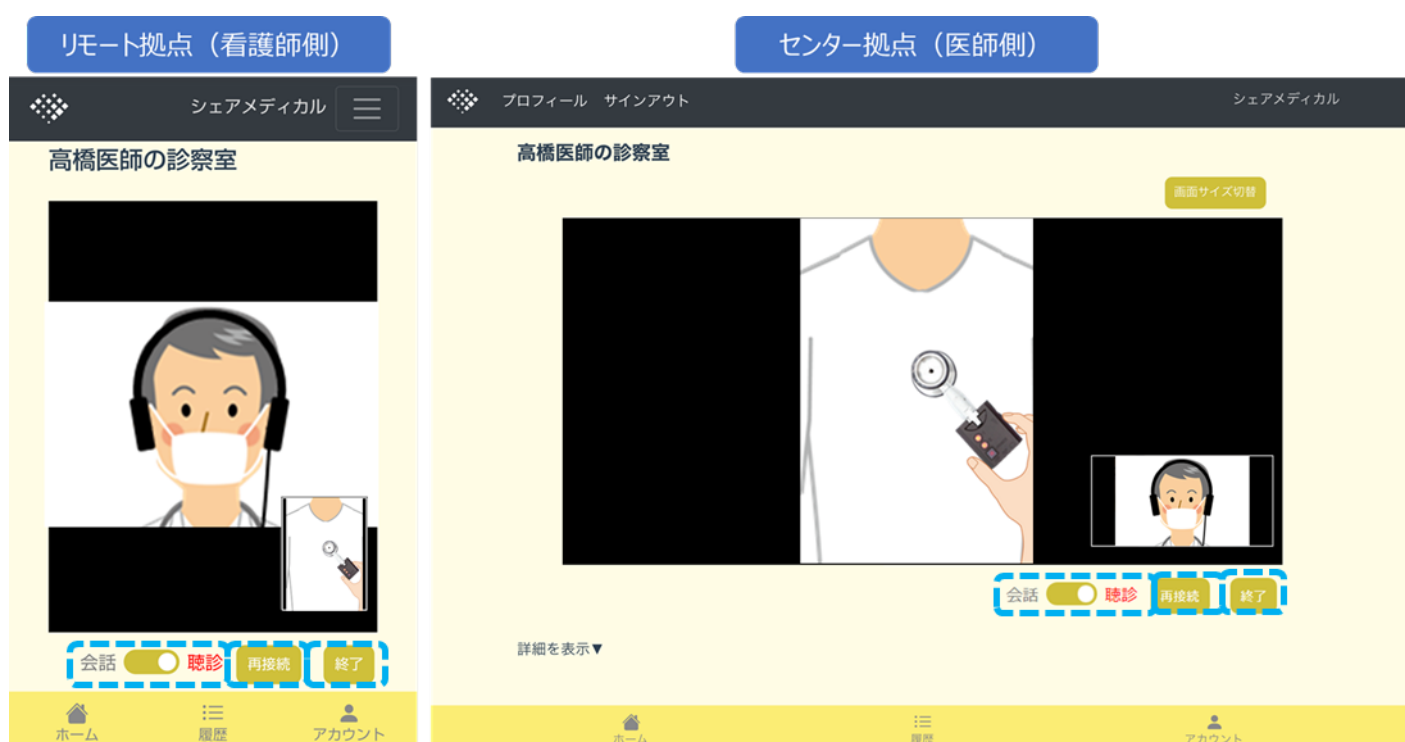 リモート拠点（看護師側）
シェアメディカル
高橋医師の診察室
会話 聴診 再接続 終了
ホーム 履歴 アカウント
センター拠点（医師側）
プロフィール サインアウト シェアメディカル
高橋医師の診察室
画面サイズ切替
会話 聴診 再接続 終了
詳細を表示▼
ホーム 履歴 アカウント